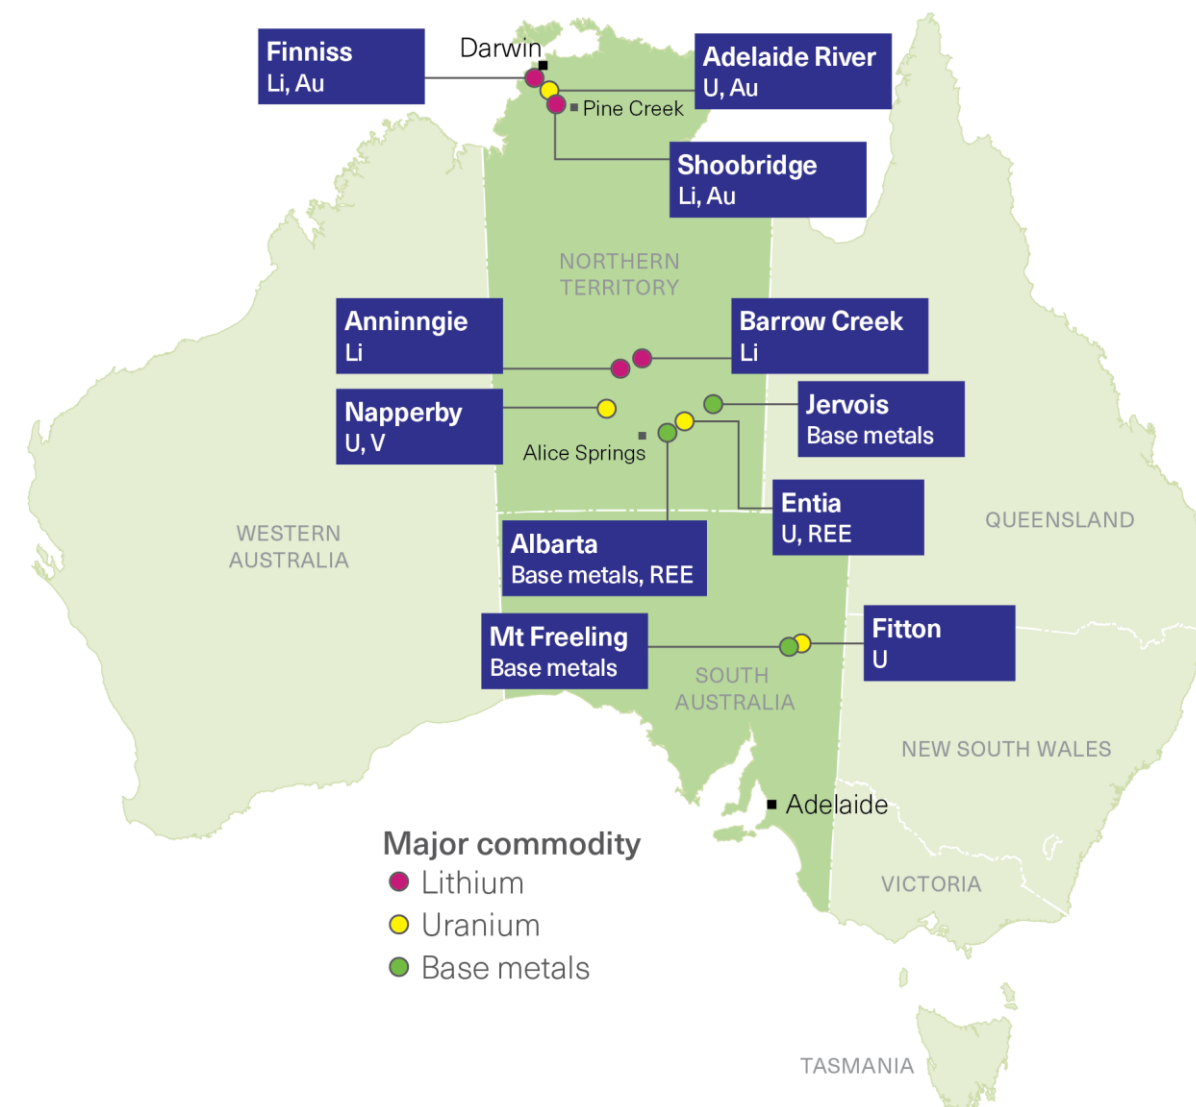 Finniss
Li, Au
Darwin
Adelaide River
U, Au
Pine Creek
Shoobridge
Li, Au
NORTHERN
TERRITORY
Anninngie
Li
Barrow Creek
Li
Napperby
U, V
Jervois
Base metals
Alice Springs
Entia
U, REE
WESTERN
AUSTRALIA
QUEENSLAND
Albarta
Base metals, REE
Mt Freeling
Base metals
Fitton
U
SOUTH
AUSTRALIA
NEW SOUTH WALES
Adelaide
Major commodity
Lithium
Uranium
Base metals
VICTORIA
TASMANIA